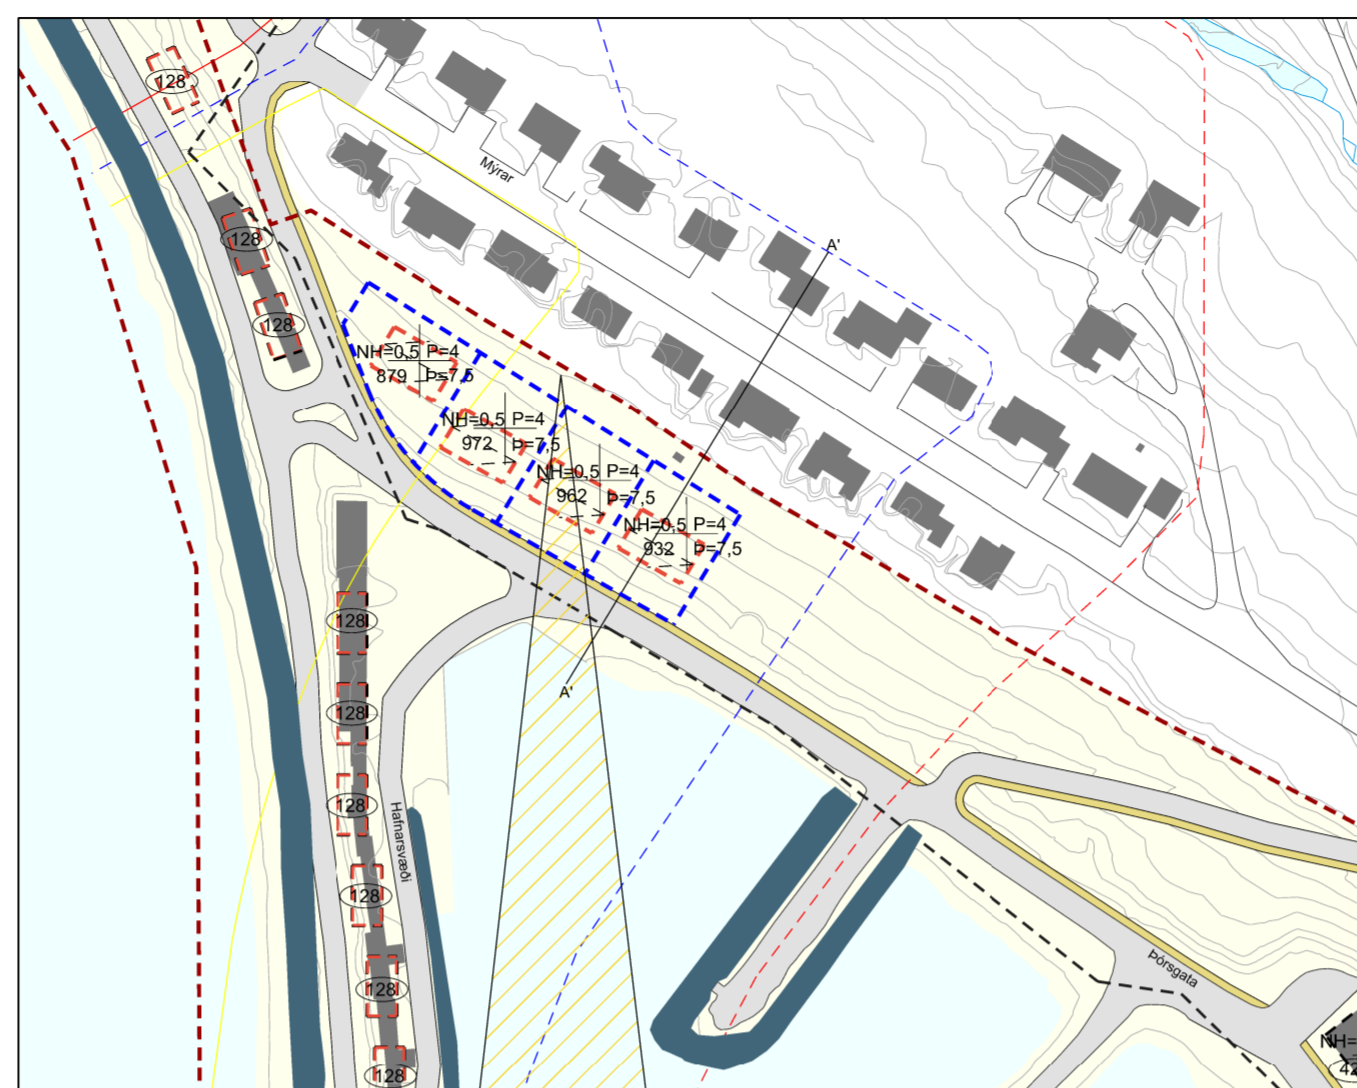 128
Mýrar
128
A'
128
NH=0,5 P=4
879 Þ=7,5
NH=0,5 P=4
972 Þ=7,5
NH=0,5 P=4
962 Þ=7,5
NH=0,5 P=4
932 Þ=7,5
128
A'
128
128
Hafnarsvæði
128
Þórsgata
128
NH=
42
128